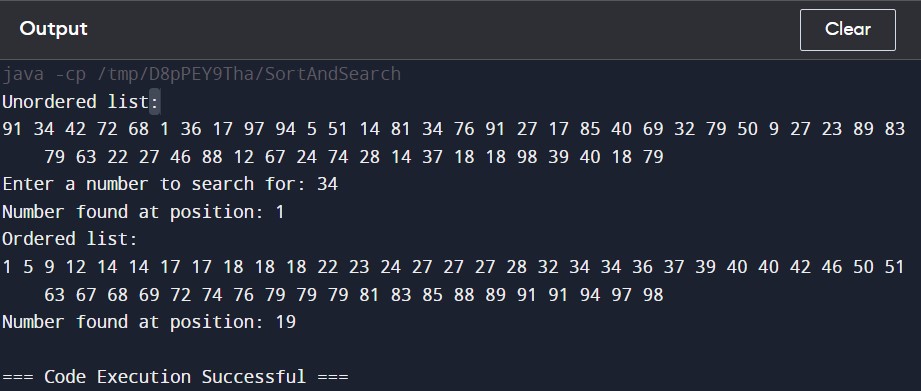 Output
Clear
java -cp /tmp/D8pPEY9Tha/SortAndSearch
Unordered list:
91 34 42 72 68 1 36 17 97 94 5 51 14 81 34 76 91 27 17 85 40 69 32 79 50 9 27 23 89 83
79 63 22 27 46 88 12 67 24 74 28 14 37 18 18 98 39 40 18 79
Enter a number to search for: 34
Number found at position: 1
Ordered list:
1 5 9 12 14 14 17 17 18 18 18 22 23 24 27 27 27 28 32 34 34 36 37 39 40 40 42 46 50 51
63 67 68 69 72 74 76 79 79 79 81 83 85 88 89 91 91 94 97 98
Number found at position: 19
=== Code Execution Successful ===